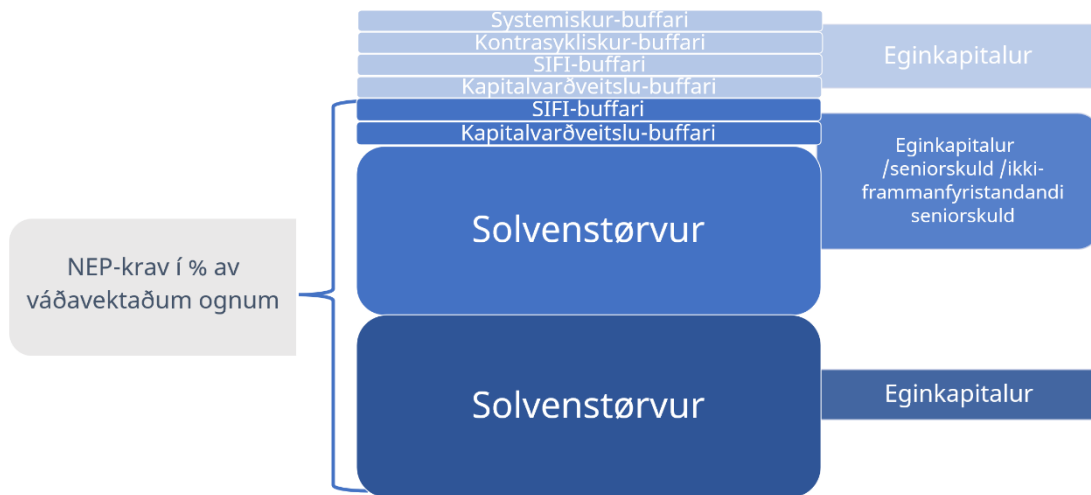 Systemiskur-buffari
Kontrasykliskur-buffari
SIFI-buffari
Kapitalvarðveitslu-buffari
SIFI-buffari
Kapitalvarðveitslu-buffari
Eginkapitalur
Eginkapitalur
/seniorskuld /ikki-
frammanfyristandandi
seniorskuld
Solvenstørvur
NEP-krav í % av
váðavektaðum ognum
Solvenstørvur
Eginkapitalur